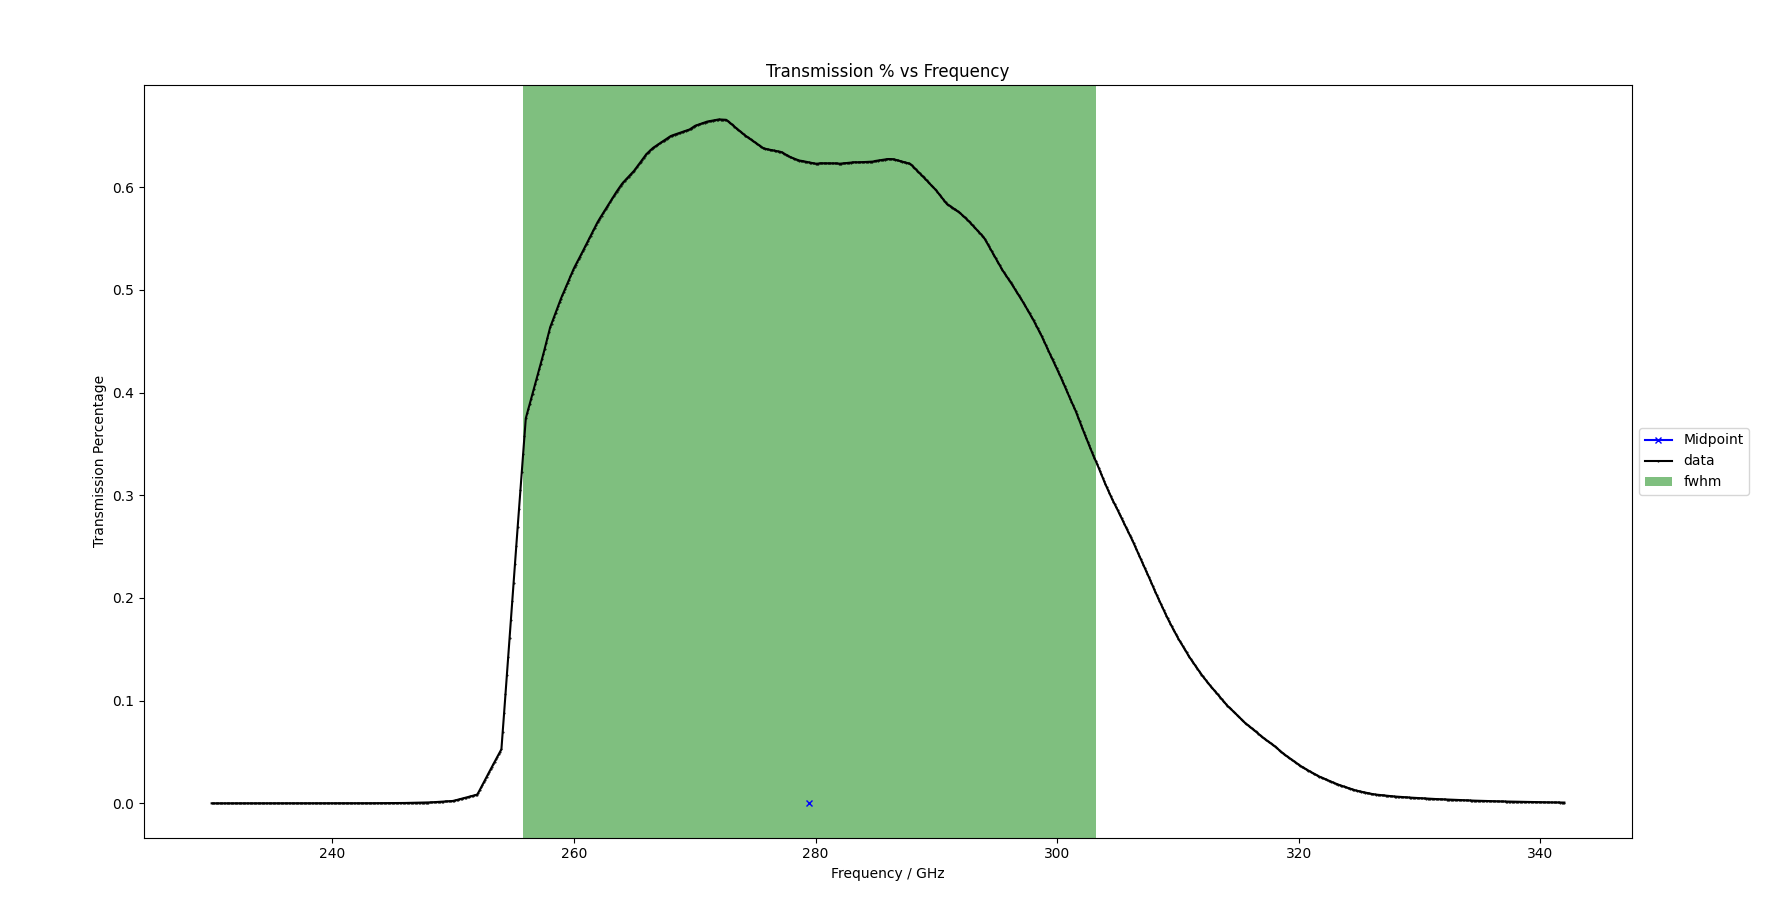 Transmission % vs Frequency
Transmission Percentage
0.6
0.5
0.4
0.3
0.2
0.1
0.0
240
260
280
300
320
340
Frequency / GHz
Midpoint
data
fwhm